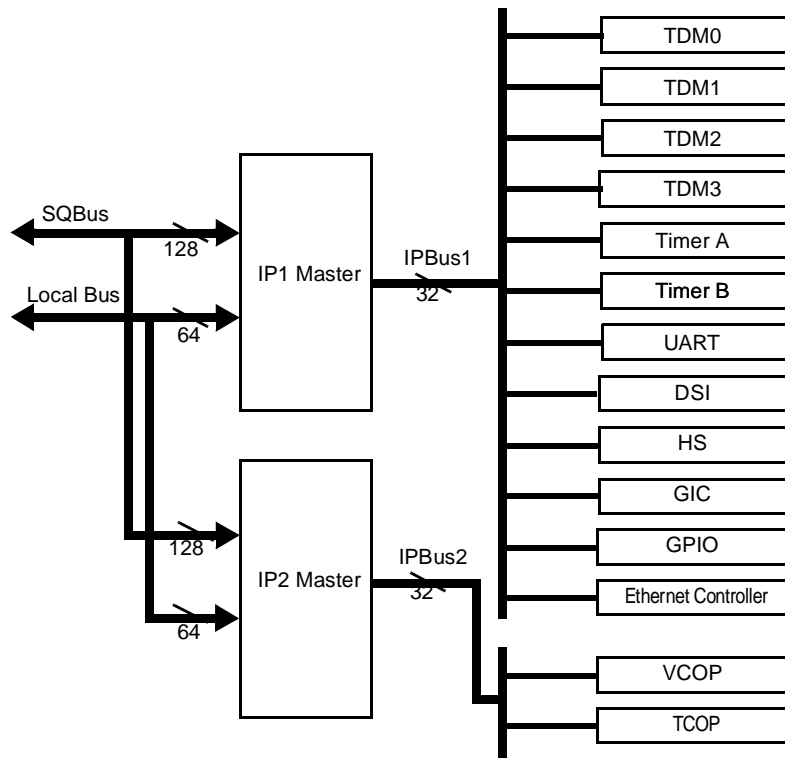 TDM0
TDM1
TDM2
TDM3
SQBus
128
IP1 Master
IPBus1
32
Timer A
Local Bus
64
Timer B
UART
DSI
HS
GIC
128
IP2 Master
IPBus2
32
GPIO
64
Ethernet Controller
VCOP
TCOP